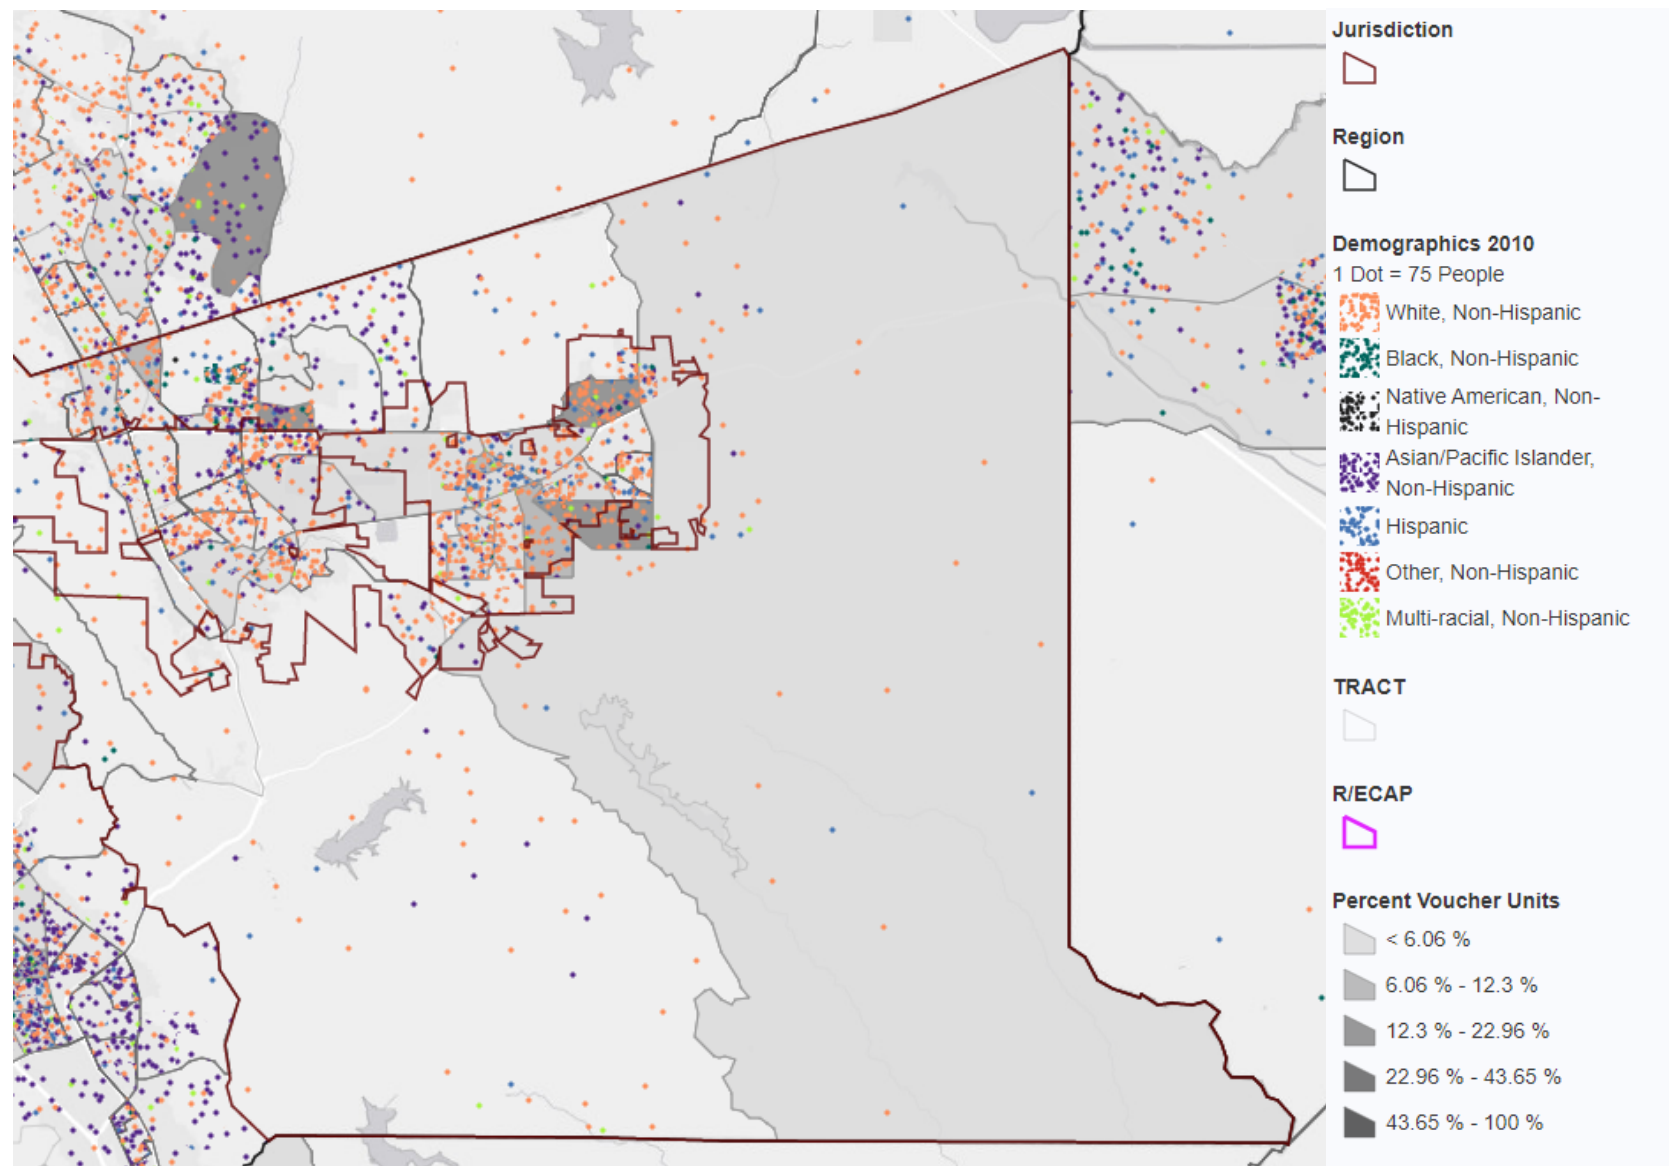 Jurisdiction
Region
Demographics 2010
1 Dot = 75 People
White, Non-Hispanic
Black, Non-Hispanic
Native American, Non-
Hispanic
Asian/Pacific Islander,
Non-Hispanic
Hispanic
Other, Non-Hispanic
Multi-racial, Non-Hispanic
TRACT
R/ECAP
Percent Voucher Units
< 6.06 %
6.06 % - 12.3 %
12.3 % - 22.96 %
22.96 % - 43.65 %
43.65 % - 100 %